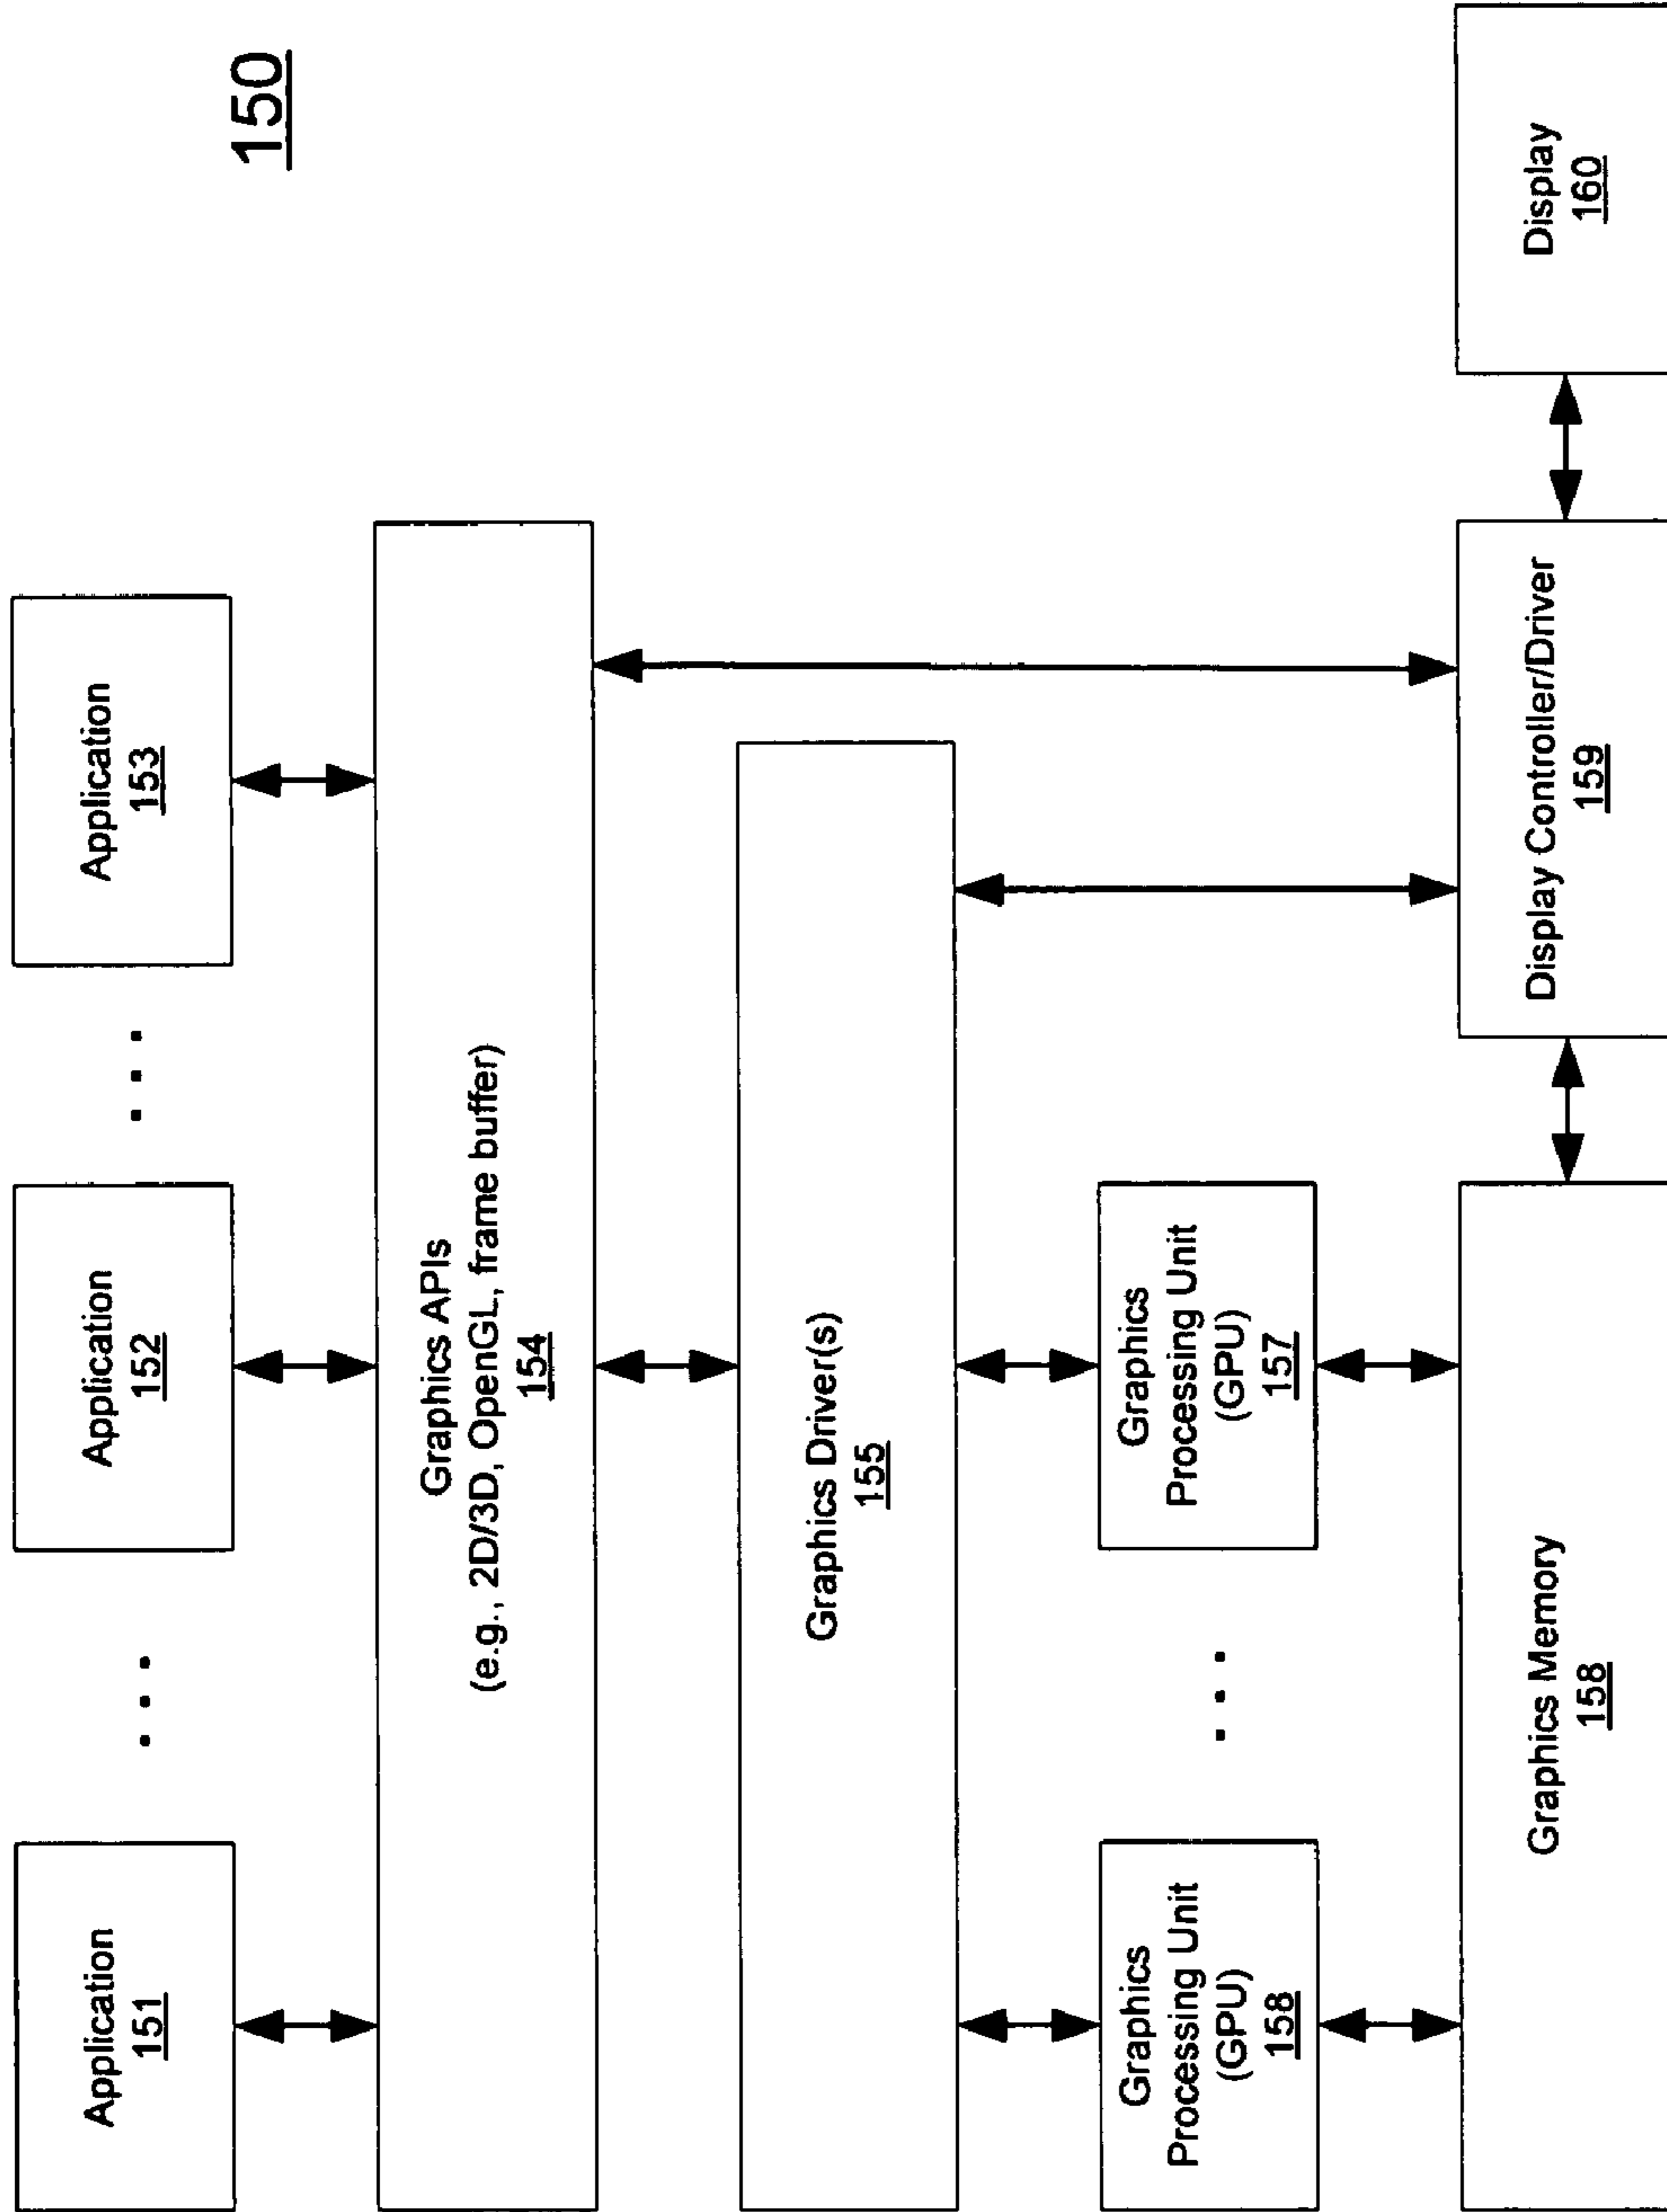 150
Application
151
. . .
Application
152
. . .
Application
153
Graphics APIs
(e.g., 2D/3D, OpenGL, frame buffer)
154
Graphics Driver(s)
155
Graphics
Processing Unit
(GPU)
158
. . .
Graphics
Processing Unit
(GPU)
157
Graphics Memory
158
Display Controller/Driver
159
Display
160